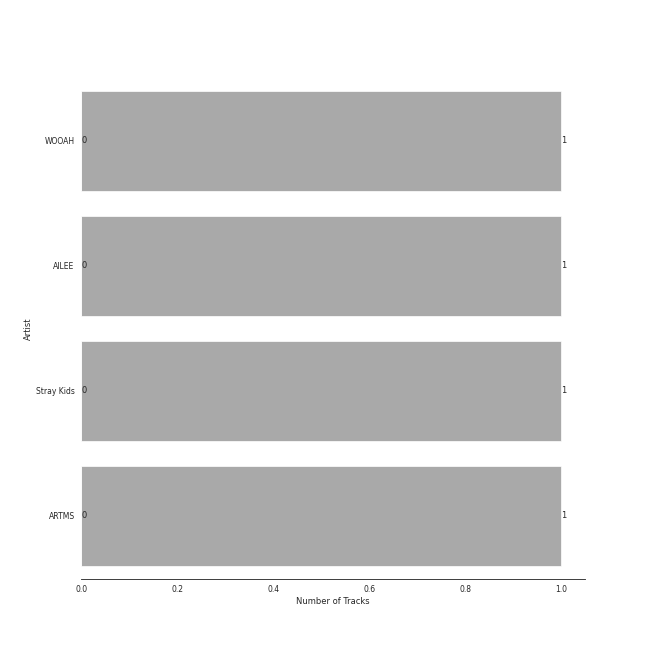 WOOAH 0 1
AILEE 0 1
Artist
Stray Kids 0 1
ARTMS 0 1
0.0 0.2 0.4 0.6 0.8 1.0
Number of Tracks